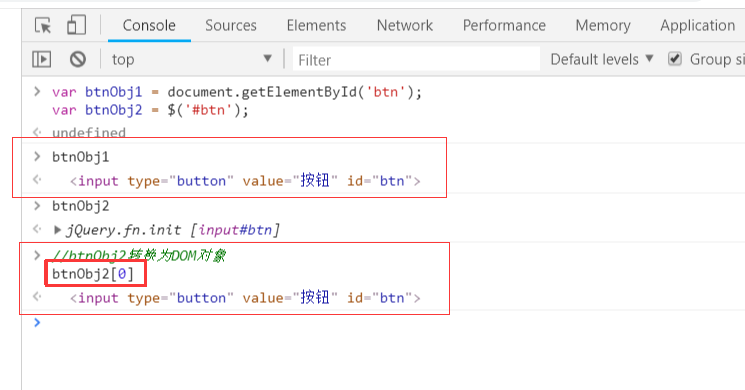 Console Sources Elements Network Performance Memory Application
top Filter Default levels Group si
var btnObj1 = document.getElementById('btn');
var btnObj2 = $('#btn');
undefined
btnObj1
<input type="button" value="按钮" id="btn">
btnObj2
jQuery.fn.init [input#btn]
//btnObj2转换为DOM对象
btnObj2[0]
<input type="button" value="按钮" id="btn">